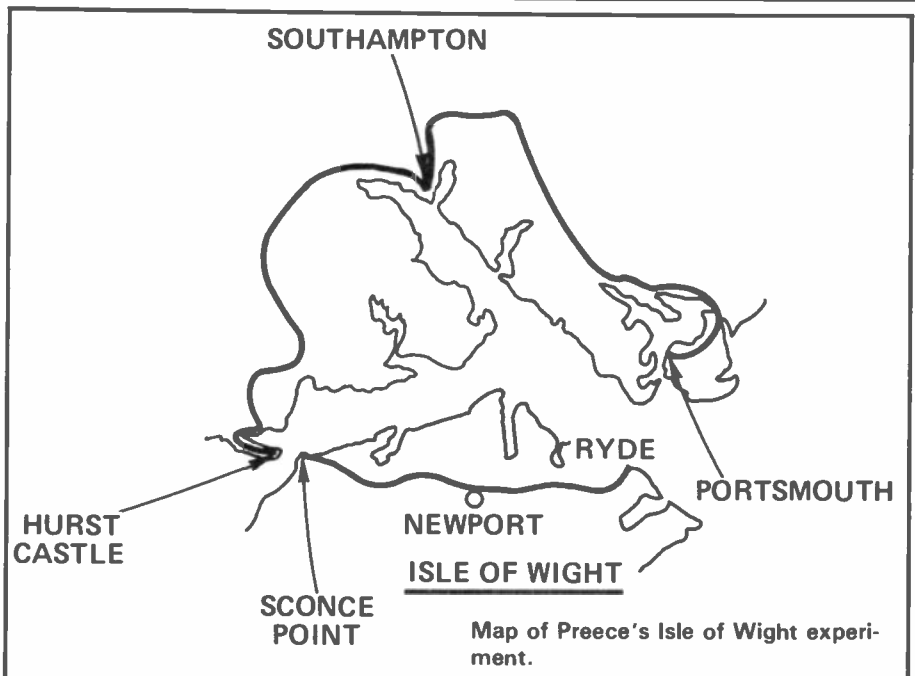 SOUTHAMPTON
RYDE
PORTSMOUTH
HURST
CASTLE
NEWPORT
ISLE OF WIGHT
SCONCE
POINT
Map of Preece's Isle of Wight experi-
ment.